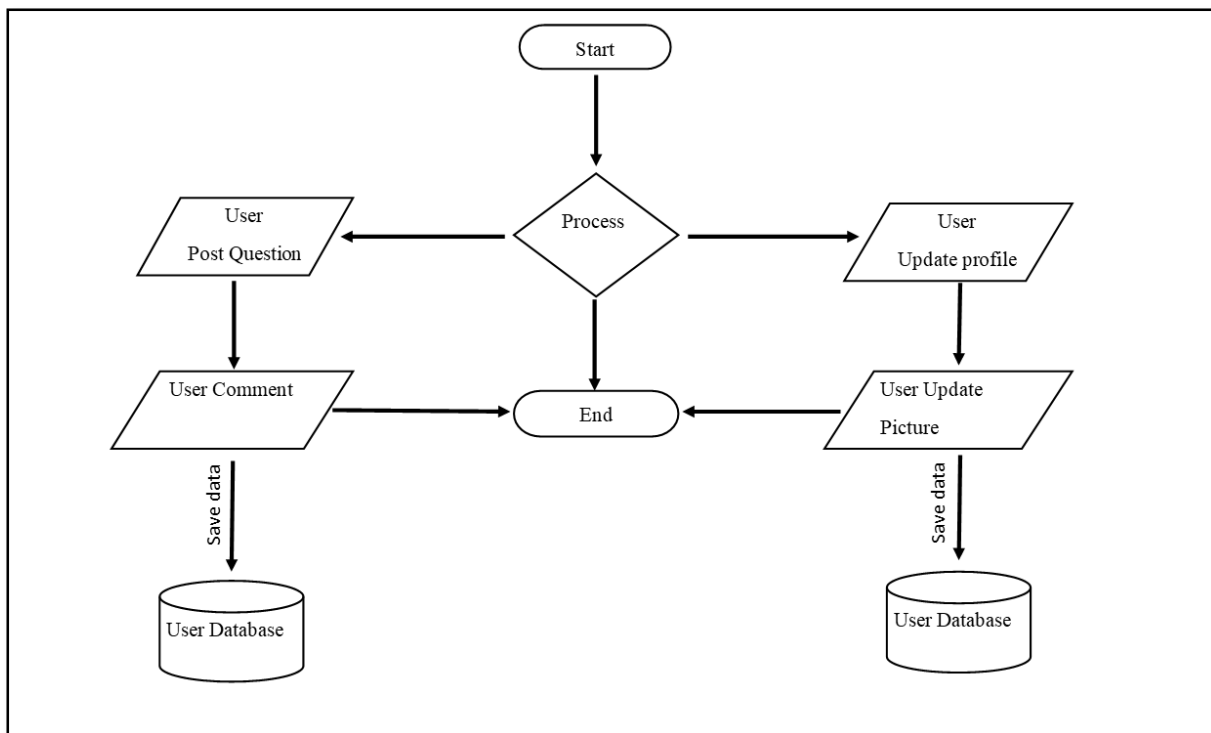 Start
Process
User
Post Question
User
Update profile
User Comment
End
User Update
Picture
Save data
Save data
User Database
User Database